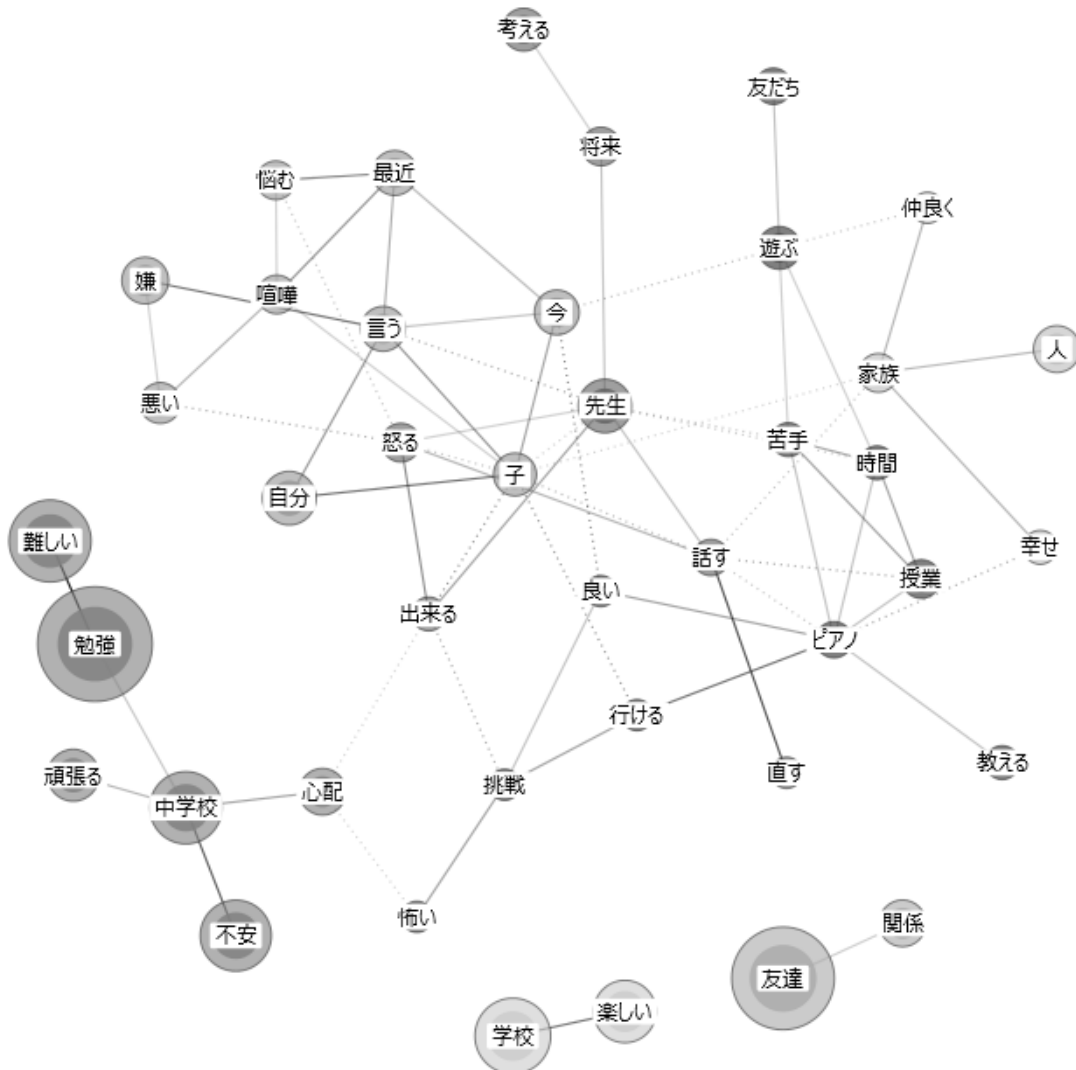 考える
友だち
将来
悩む
最近
仲良く
遊ぶ
嫌
喧嘩
言う
今
人
家族
悪い
先生
怒る
苦手
時間
自分
子
難しい
幸せ
話す
授業
良い
出来る
勉強
ピアノ
行ける
教える
直す
頑張る
心配
挑戦
中学校
怖い
関係
不安
友達
楽しい
学校